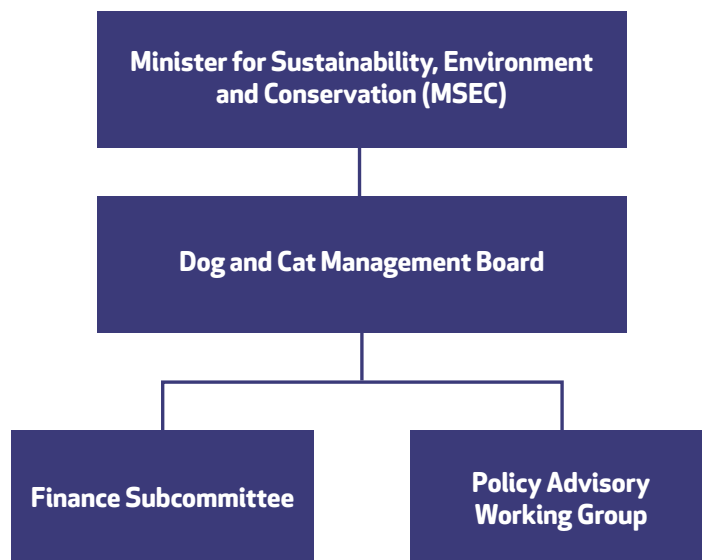 Minister for Sustainability, Environment
and Conservation (MSEC)
Dog and Cat Management Board
Finance Subcommittee
Policy Advisory
Working Group